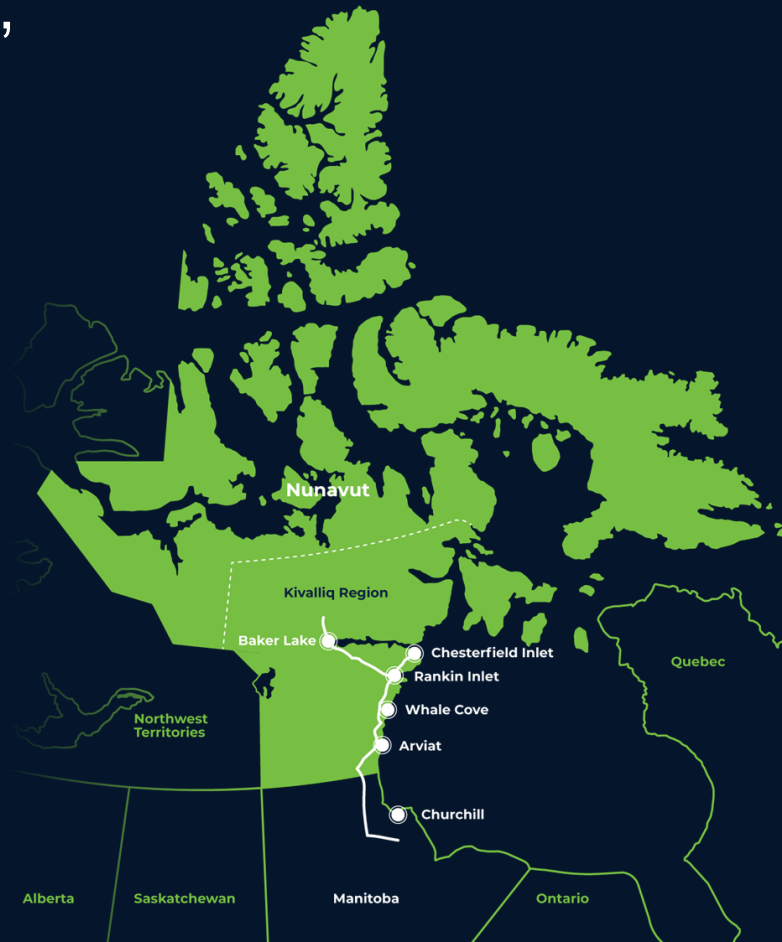 ,
Nunavut
Kivalliq Region
Baker Lake
Chesterfield Inlet
Rankin Inlet
Quebec
Whale Cove
Northwest
Territories
Arviat
Churchill
Alberta
Saskatchewan
Manitoba
Ontario